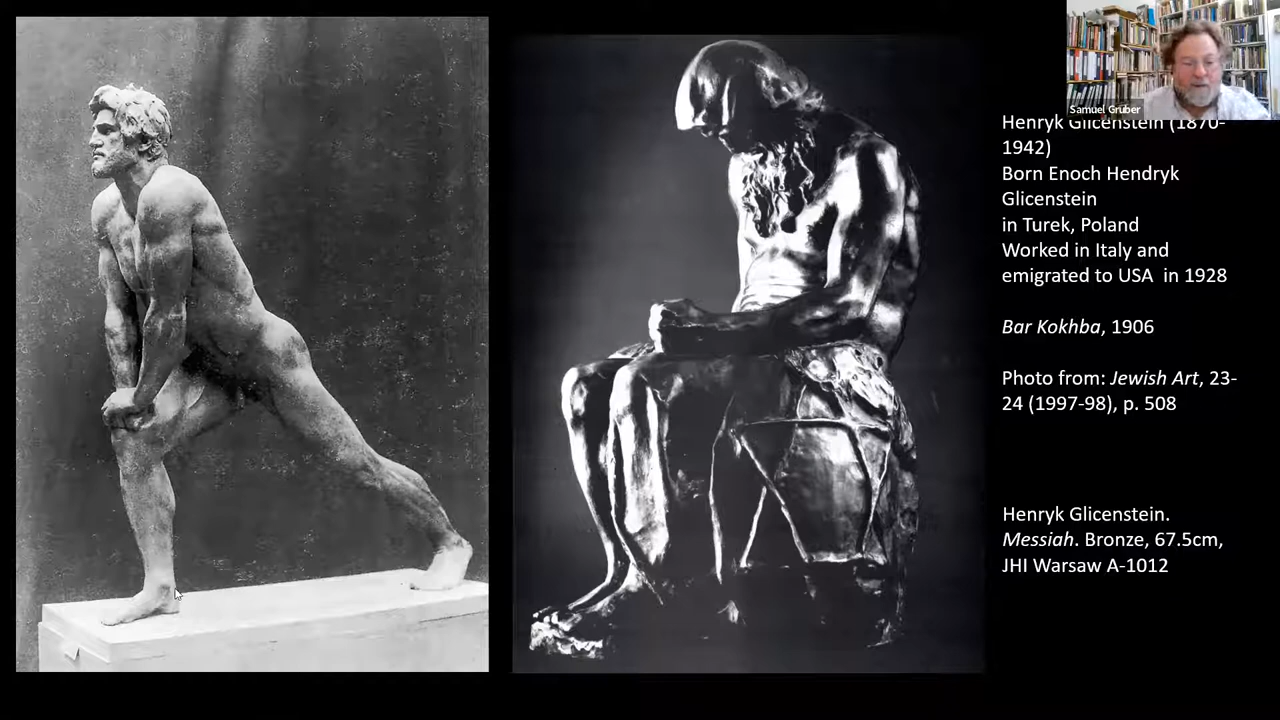 Samuel Gruber
Henryk Glicenstein (1870-
1942)
Born Enoch Hendryk
Glicenstein
in Turek, Poland
Worked in Italy and
emigrated to USA in 1928
Bar Kokhba, 1906
Photo from: Jewish Art, 23-
24 (1997-98), p. 508
Henryk Glicenstein.
Messiah. Bronze, 67.5cm,
JHI Warsaw A-1012